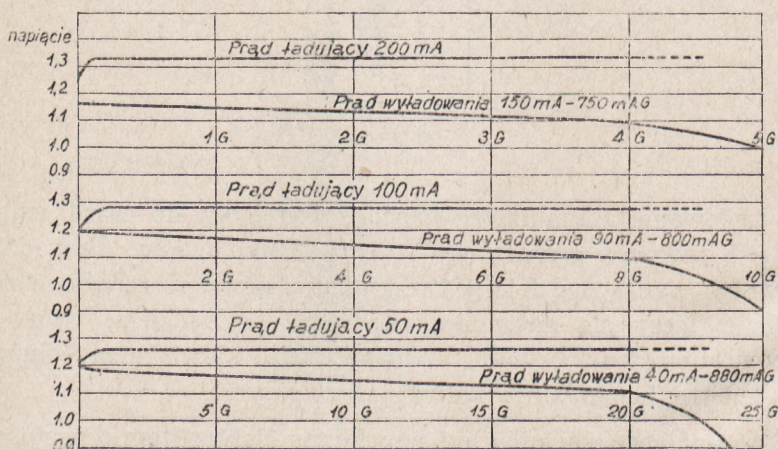 napięcie
Prąd ładujący 200 mA
1,3
1.2
Prąd wyładowania 150 mA-750 mAG
1.1
1 G 2 G 3 G 4 G 5 G
1.0
0.9
Prąd ładujący 100 mA
1.3
1.2
Prąd wyładowania 90 mA-800 mAG
1.1
2 G 4 G 6 G 8 G 10 G
1.0
0.9
Prąd ładujący 50 mA
1.3
1.2
Prąd wyładowania 40 mA-880 mAG
1.1
5 G 10 G 15 G 20 G 25 G
1.0
0.9